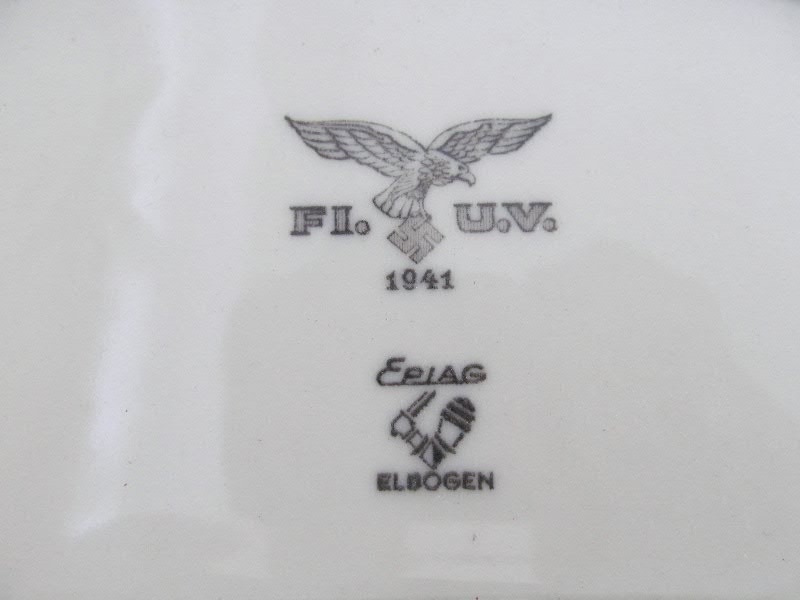 Fl. U.V.
1941
EPIAG
ELBOGEN